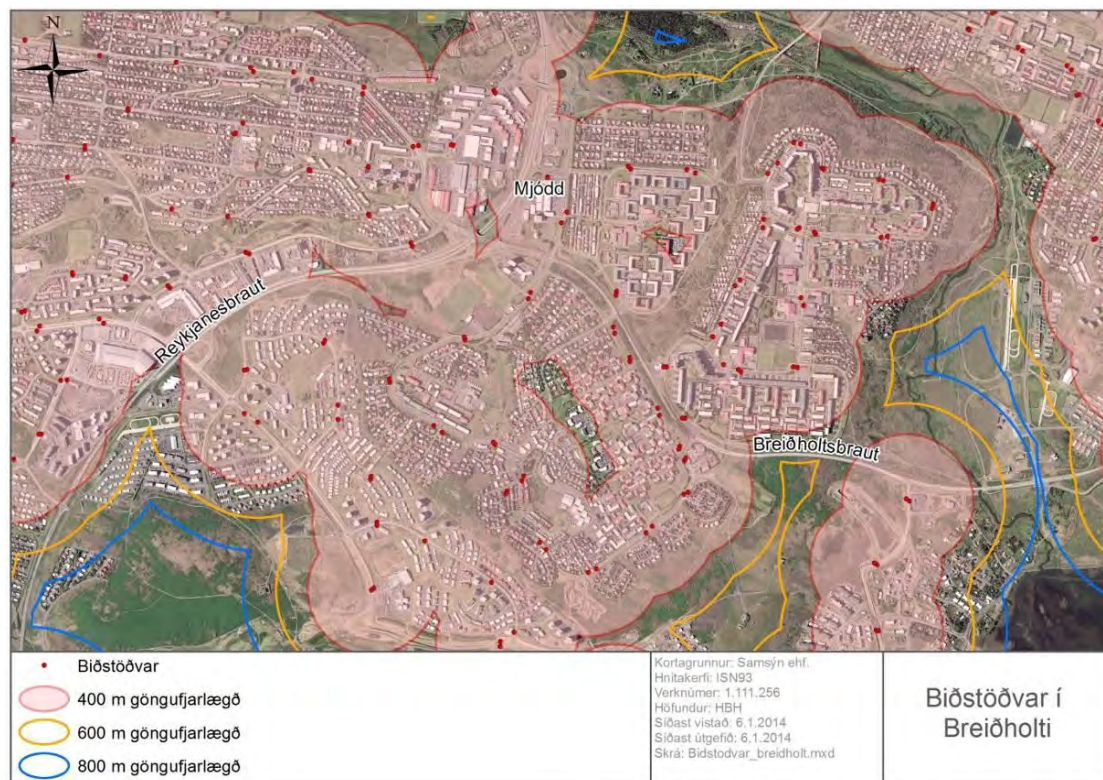 N
Mjódd
Reykjanesbraut
Breiðholtsbraut
Biðstöðvar
400 m göngufjarlægð
600 m göngufjarlægð
800 m göngufjarlægð
Kortagrunnur: Samsýn ehf.
Hnitakerfi: ISN93
Verknúmer: 1.111.256
Höfundur: HBH
Síðast vistað: 6.1.2014
Síðast útgefið: 6.1.2014
Skrá: Bidstodvar_breidholt.mxd
Biðstöðvar í
Breiðholti